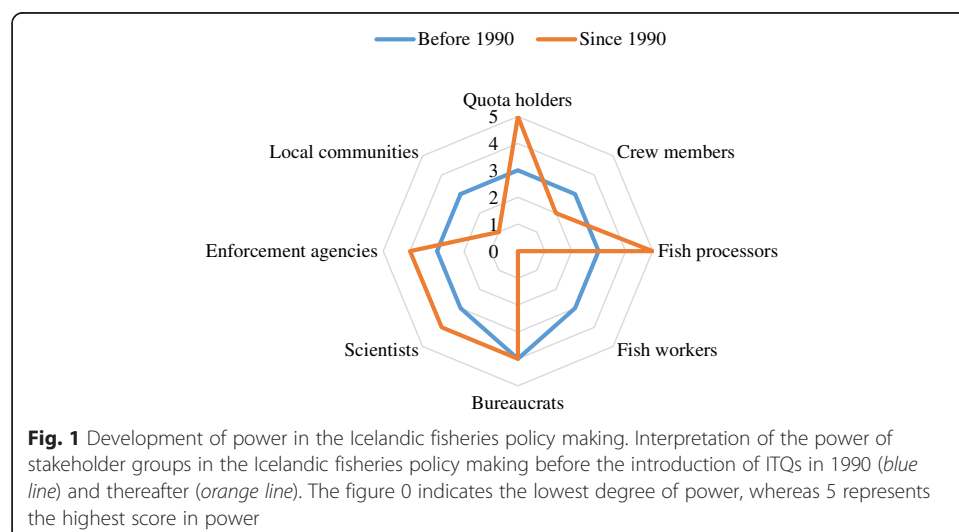 Before 1990 Since 1990
Quota holders
5
Local communities Crew members
4
3
2
1
Enforcement agencies 0 Fish processors
Scientists Fish workers
Bureaucrats
Fig. 1 Development of power in the Icelandic fisheries policy making. Interpretation of the power of
stakeholder groups in the Icelandic fisheries policy making before the introduction of ITQs in 1990 (blue
line) and thereafter (orange line). The figure 0 indicates the lowest degree of power, whereas 5 represents
the highest score in power